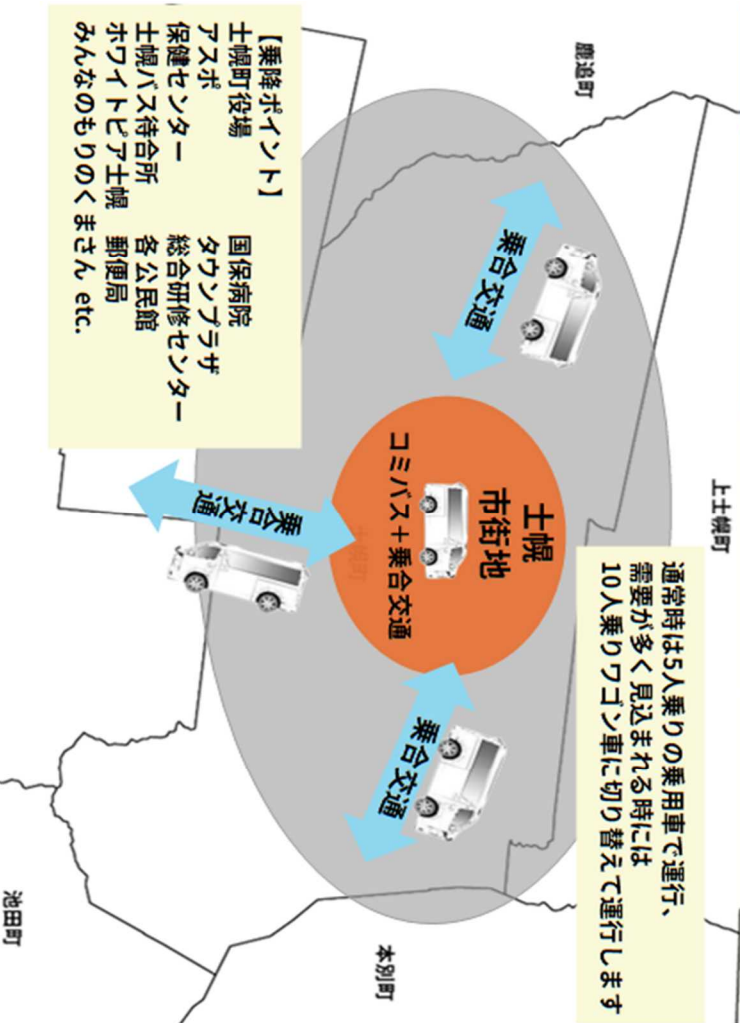 鹿追町
上士幌町
通常時は5人乗りの乗用車で運行、
需要が多く見込まれる時には
10人乗りワゴン車に切り替えて運行します
乗合交通
士幌
市街地
コミバス+乗合交通
士幌町
乗合交通
乗合交通
【乗降ポイント】
士幌町役場 国保病院
アスポ タウンプラザ
保健センター 総合研修センター
士幌バス待合所 各公民館
ホワイトピア士幌 郵便局
みんなのもりのくまさん etc.
本別町
池田町